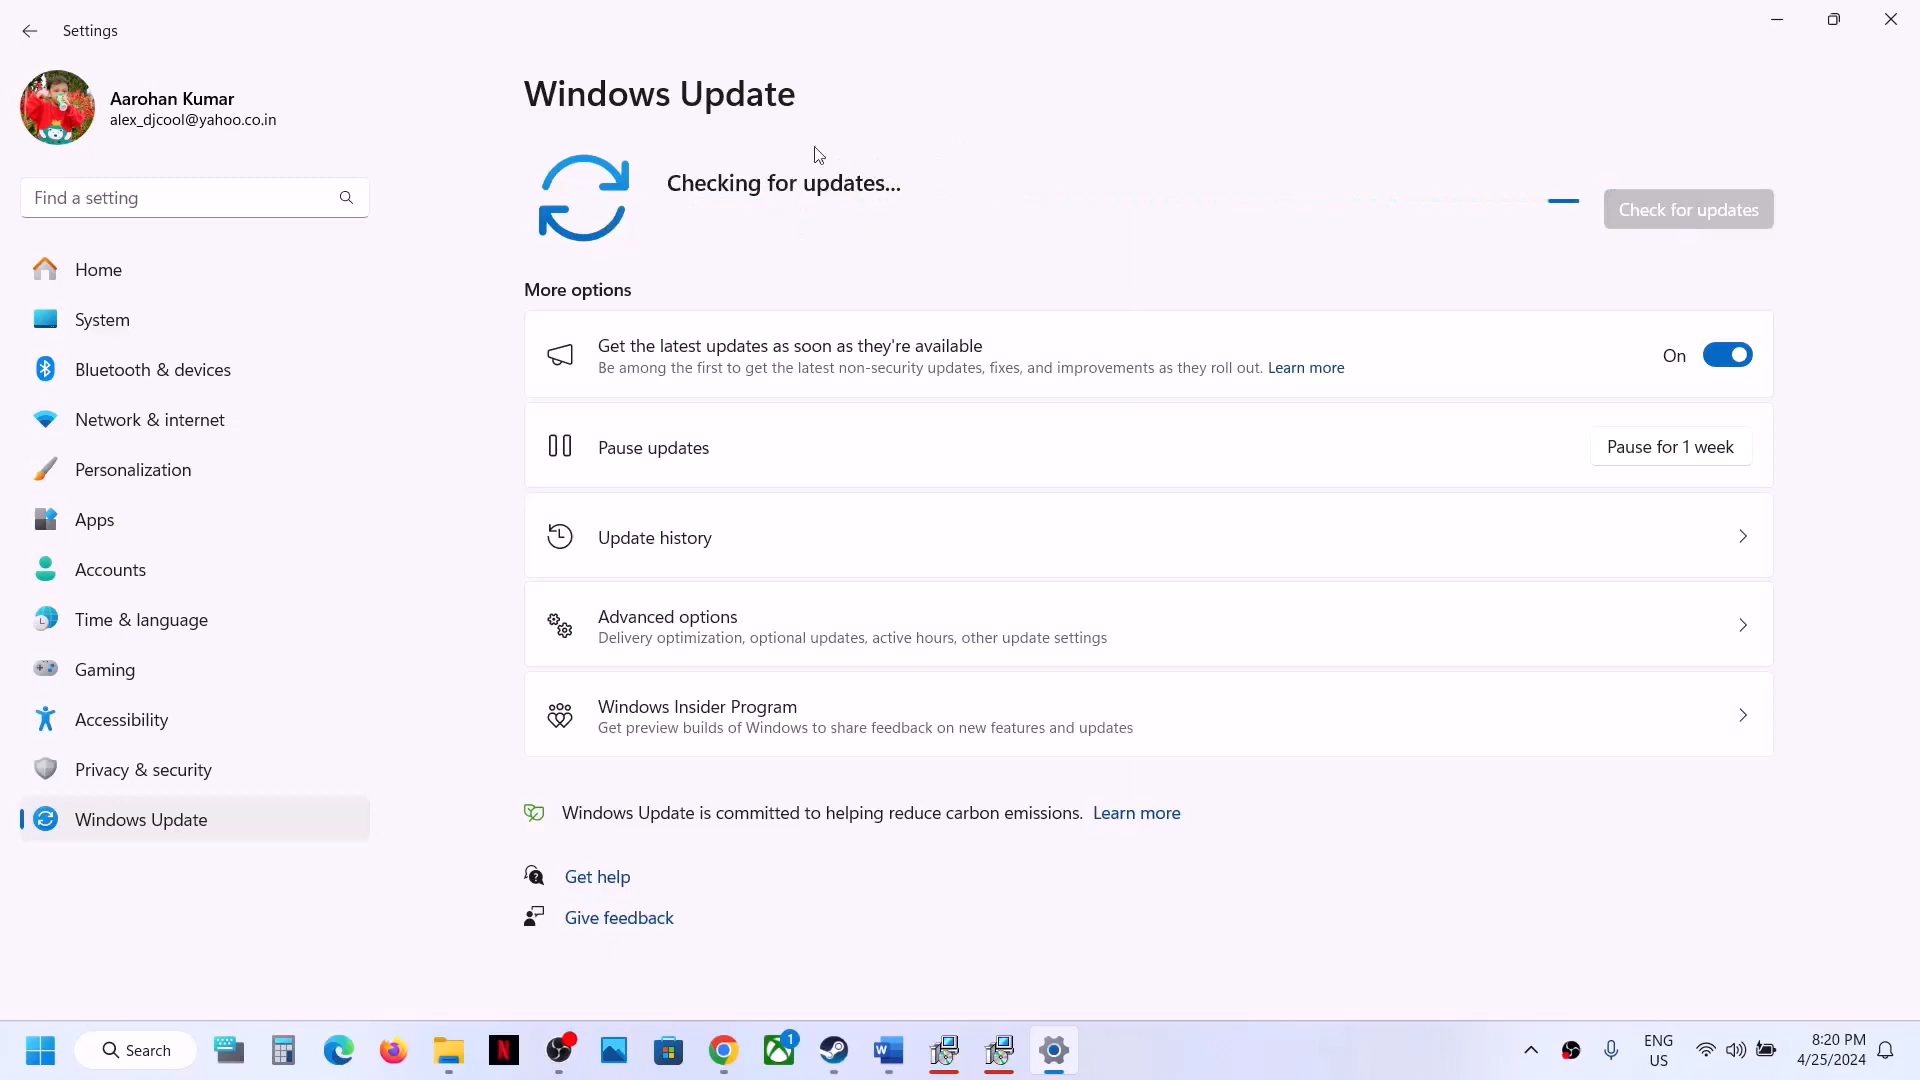 Settings
Aarohan Kumar
alex_djcool@yahoo.co.in
Find a setting
Home
System
Bluetooth & devices
Network & internet
Personalization
Apps
Accounts
Time & language
Gaming
Accessibility
Privacy & security
Windows Update
Windows Update
Checking for updates...
Check for updates
More options
Get the latest updates as soon as they're available
Be among the first to get the latest non-security updates, fixes, and improvements as they roll out. Learn more
On
Pause updates
Pause for 1 week
Update history
Advanced options
Delivery optimization, optional updates, active hours, other update settings
Windows Insider Program
Get preview builds of Windows to share feedback on new features and updates
Windows Update is committed to helping reduce carbon emissions. Learn more
Get help
Give feedback
Search
N
1
W
ENG
US
8:20 PM
4/25/2024